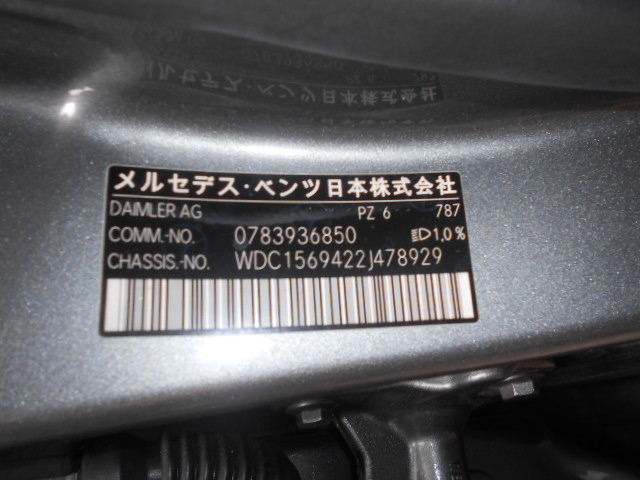 メルセデス・ベンツ日本株式会社
DAIMLER AG PZ 6 787
COMM.-NO. 0783936850 1,0%
CHASSIS.-NO. WDC1569422J478929